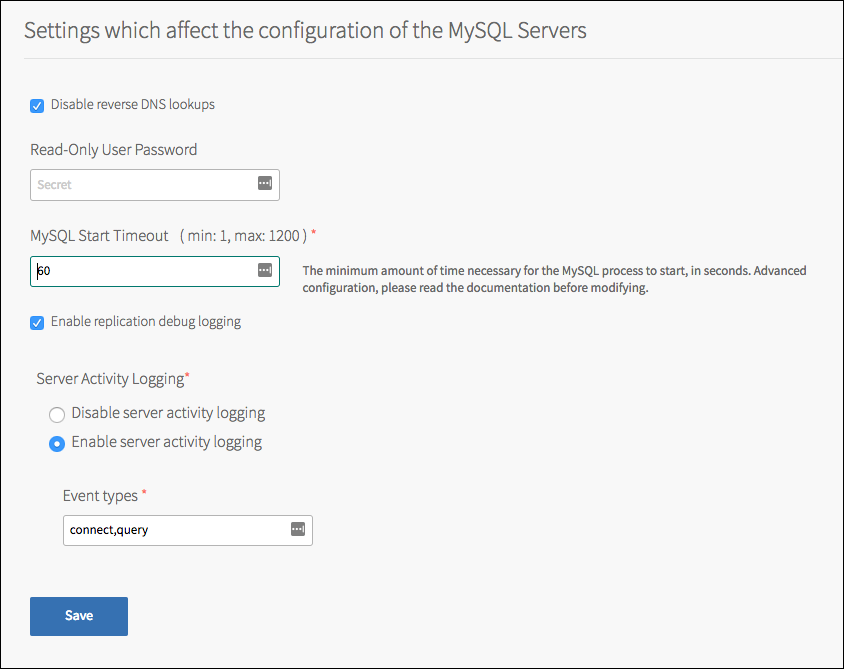 Settings which affect the configuration of the MySQL Servers
Disable reverse DNS lookups
Read-Only User Password
Secret
MySQL Start Timeout ( min: 1, max: 1200 ) *
60
The minimum amount of time necessary for the MySQL process to start, in seconds. Advanced
configuration, please read the documentation before modifying.
Enable replication debug logging
Server Activity Logging*
Disable server activity logging
Enable server activity logging
Event types *
connect,query
Save